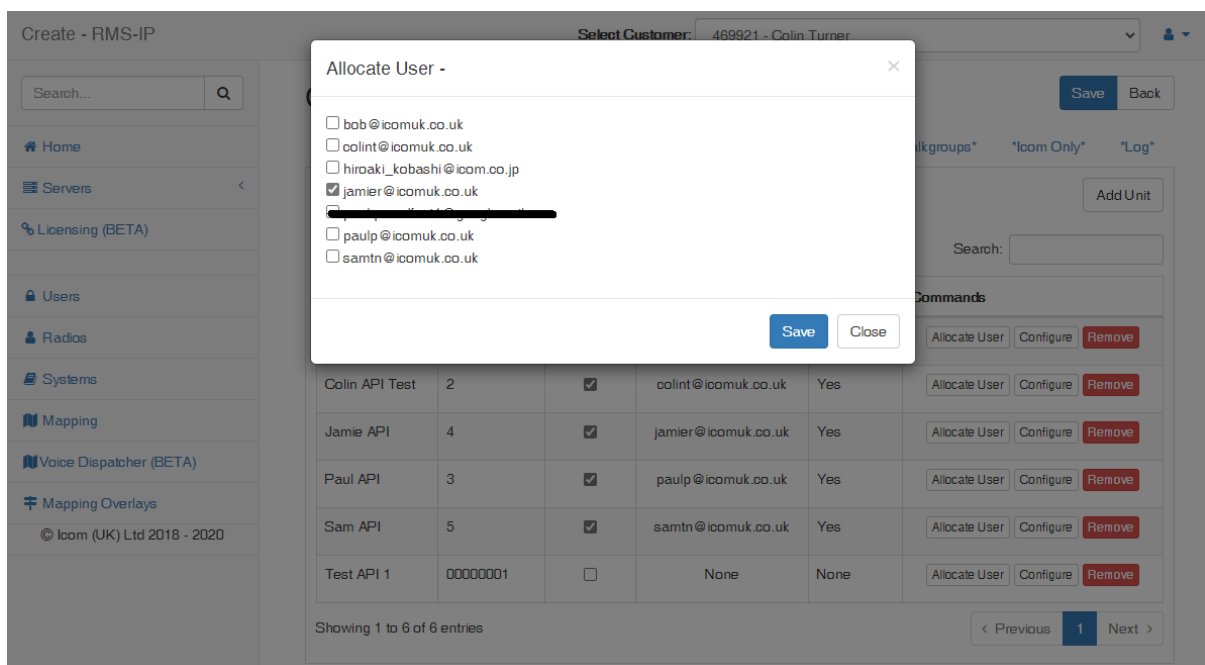 Create - RMS-IP
Select Customer: 469921 - Colin Turner
Allocate User -
×
bob@icomuk.co.uk
colint@icomuk.co.uk
hiroaki_kobashi@icom.co.jp
jamier@icomuk.co.uk
paulp@icomuk.co.uk
samtn@icomuk.co.uk
Save Close
Search...
Home
Servers
Licensing (BETA)
Users
Radios
Systems
Mapping
Voice Dispatcher (BETA)
Mapping Overlays
© Icom (UK) Ltd 2018 - 2020
Save Back
"Icom Only" "Log"
Add Unit
Search:
Commands
Allocate User Configure Remove
Colin API Test 2 colint@icomuk.co.uk Yes Allocate User Configure Remove
Jamie API 4 jamier@icomuk.co.uk Yes Allocate User Configure Remove
Paul API 3 paulp@icomuk.co.uk Yes Allocate User Configure Remove
Sam API 5 samtn@icomuk.co.uk Yes Allocate User Configure Remove
Test API 1 00000001 None None Allocate User Configure Remove
Showing 1 to 6 of 6 entries
< Previous 1 Next >